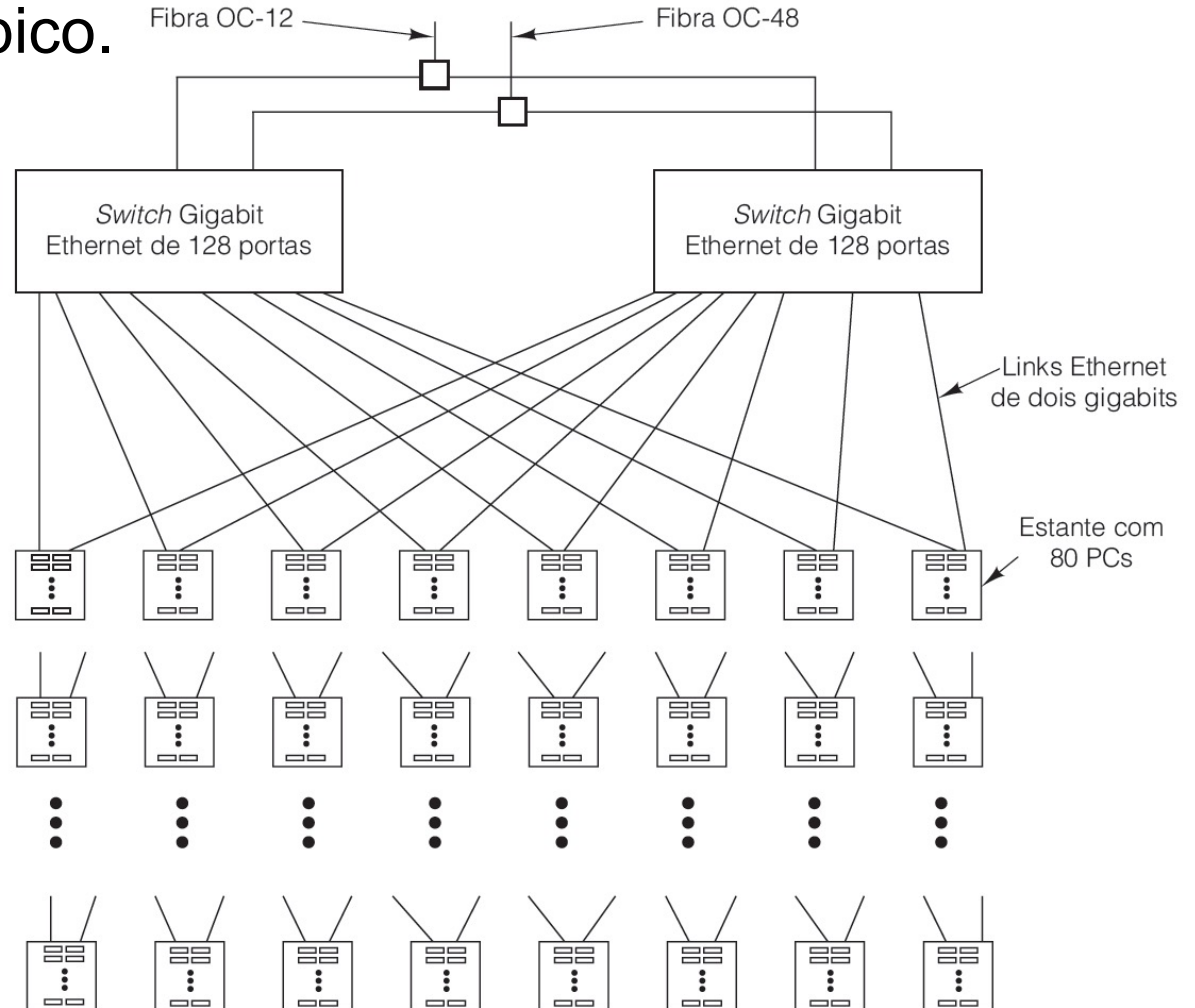 pico.
Fibra OC-12
Fibra OC-48
Switch Gigabit
Ethernet de 128 portas
Switch Gigabit
Ethernet de 128 portas
Links Ethernet
de dois gigabits
Estante com
80 PCs